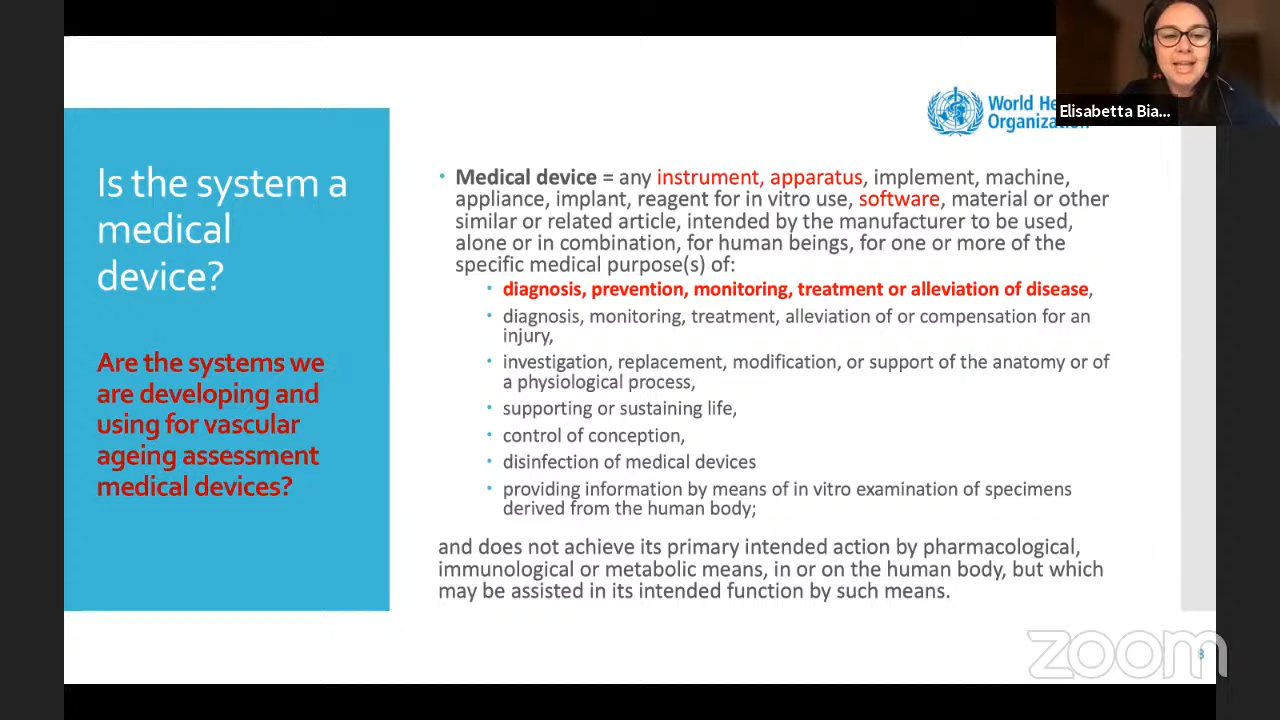 World He
Organiza
Elisabetta Bia...
Is the system a
medical
device?
Are the systems we
are developing and
using for vascular
ageing assessment
medical devices?
• Medical device = any instrument, apparatus, implement, machine,
appliance, implant, reagent for in vitro use, software, material or other
similar or related article, intended by the manufacturer to be used,
alone or in combination, for human beings, for one or more of the
specific medical purpose(s) of:
• diagnosis, prevention, monitoring, treatment or alleviation of disease,
• diagnosis, monitoring, treatment, alleviation of or compensation for an
injury,
• investigation, replacement, modification, or support of the anatomy or of
a physiological process,
• supporting or sustaining life,
• control of conception,
• disinfection of medical devices
• providing information by means of in vitro examination of specimens
derived from the human body;
and does not achieve its primary intended action by pharmacological,
immunological or metabolic means, in or on the human body, but which
may be assisted in its intended function by such means.
zoom